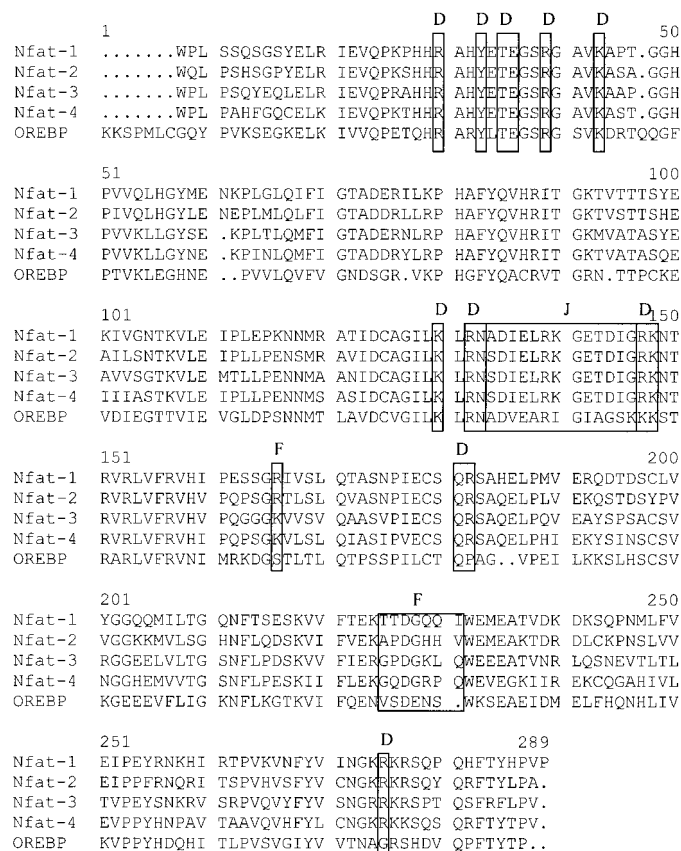 D D D D D
1 50
Nfat-1 .......WPL SSQSGSYELR IEVQPKPHHR AHYETEGSRG AVKAPT.GGH
Nfat-2 .......WQL PSHSGPYELR IEVQPKSHHR AHYETEGSRG AVKASA.GGH
Nfat-3 .......WPL PSQYEQLELR IEVQPRAHHR AHYETEGSRG AVKAAP.GGH
Nfat-4 .......WPL PAHFGQCELK IEVQPKTHHR AHYETEGSRG AVKAST.GGH
OREBP KKSPMLCGQY PVKSEGKELK IVVQPETQHR ARYLTEGSRG SVKDRTQQGF
51 100
Nfat-1 PVVQLHGYME NKPLGLQIFI GTADERILKP HAFYQVHRIT GKTVTTTSYE
Nfat-2 PIVQLHGYLE NEPLMLQLFI GTADDRLLRP HAFYQVHRIT GKTVSTTSHE
Nfat-3 PVVKLLGYSE .KPLTLQMFI GTADERNLRP HAFYQVHRIT GKMVATASYE
Nfat-4 PVVKLLGYNE .KPINLQMFI GTADDRYLRP HAFYQVHRIT GKTVATASQE
OREBP PTVKLEGHNE ..PVVLQVFV GNDSGR.VKP HGFYQACRVT GRN.TTPCKE
D D J D
101 150
Nfat-1 KIVGNTKVLE IPLEPKNNMR ATIDCAGILK LRNADIELRK GETDIGRKNT
Nfat-2 AILSNTKVLE IPLLPENSMR AVIDCAGILK LRNSDIELRK GETDIGRKNT
Nfat-3 AVVSGTKVLE MTLLPENNMA ANIDCAGILK LRNSDIELRK GETDIGRKNT
Nfat-4 IIIASTKVLE IPLLPENNMS ASIDCAGILK LRNSDIELRK GETDIGRKNT
OREBP VDIEGTTVIE VGLDPSNNMT LAVDCVGILK LRNADVEARI GIAGSKKKST
F D
151 200
Nfat-1 RVRLVFRVHI PESSGRIVSL QTASNPIECS QRSAHELPMV ERQDTDSCLV
Nfat-2 RVRLVFRVHV PQPSGRTLSL QVASNPIECS QRSAQELPLV EKQSTDSYPV
Nfat-3 RVRLVFRVHV PQGGGKVVSV QAASVPIECS QRSAQELPQV EAYSPSACSV
Nfat-4 RVRLVFRVHI PQPSGKVLSL QIASIPVECS QRSAQELPHI EKYSINSCSV
OREBP RARLVFRVNI MRKDGSTLTL QTPSSPILCT QPAG..VPEI LKKSLHSCSV
F
201 250
Nfat-1 YGGQQMILTG QNFTSESKVV FTEKTTDGQQ IWEMEATVDK DKSQPNMLFV
Nfat-2 VGGKKMVLSG HNFLQDSKVI FVEKAPDGHH VWEMEAKTDR DLCKPNSLVV
Nfat-3 RGGEELVLTG SNFLPDSKVV FIERGPDGKL QWEEEATVNR LQSNEVTLTL
Nfat-4 NGGHEMVVTG SNFLPESKII FLEKGQDGRP QWEVEGKIIR EKCQGAHIVL
OREBP KGEEEVFLIG KNFLKGTKVI FQENVSDENS .WKSEAEIDM ELFHQNHLIV
D
251 289
Nfat-1 EIPEYRNKHI RTPVKVNFYV INGKRKRSQP QHFTYHPVP
Nfat-2 EIPPFRNQRI TSPVHVSFYV CNGKRKRSQY QRFTYLPA.
Nfat-3 TVPEYSNKRV SRPVQVYFYV SNGRRKRSPT QSFRFLPV.
Nfat-4 EVPPYHNPAV TAAVQVHFYL CNGKRKKSQS QRFTYTPV.
OREBP KVPPYHDQHI TLPVSVGIYV VTNAGRSHDV QPFTYTP..